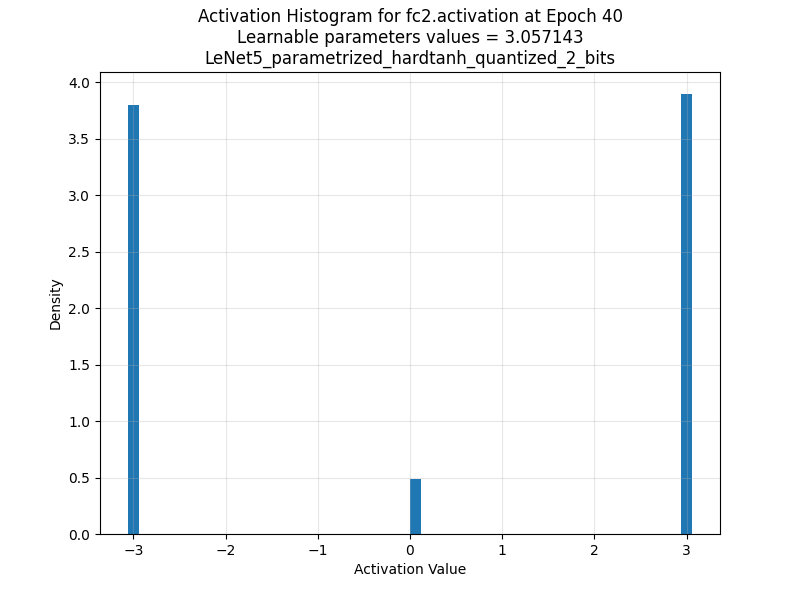 Activation Histogram for fc2.activation at Epoch 40
Learnable parameters values = 3.057143
LeNet5_parametrized_hardtanh_quantized_2_bits
4.0
3.5
3.0
2.5
2.0
1.5
1.0
0.5
0.0
Density
−3 −2 −1 0 1 2 3
Activation Value